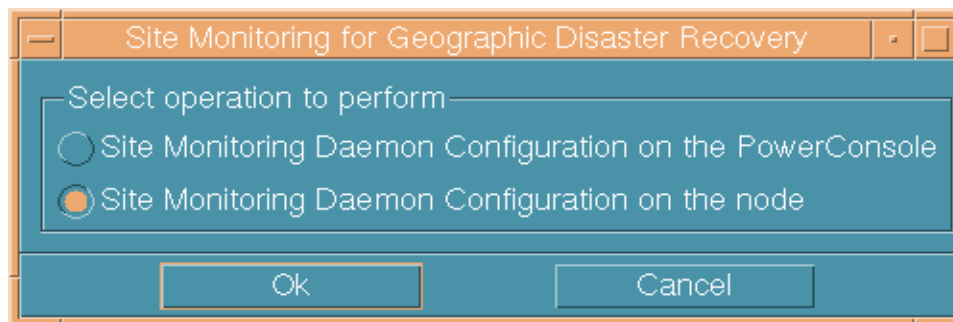 Site Monitoring for Geographic Disaster Recovery
Select operation to perform
Site Monitoring Daemon Configuration on the PowerConsole
Site Monitoring Daemon Configuration on the node
Ok
Cancel